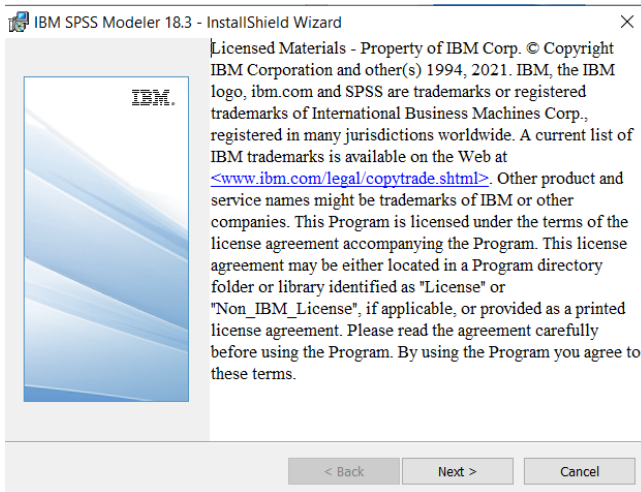 IBM SPSS Modeler 18.3 - InstallShield Wizard
IBM.
Licensed Materials - Property of IBM Corp. © Copyright
IBM Corporation and other(s) 1994, 2021. IBM, the IBM
logo, ibm.com and SPSS are trademarks or registered
trademarks of International Business Machines Corp.,
registered in many jurisdictions worldwide. A current list of
IBM trademarks is available on the Web at
<www.ibm.com/legal/copytrade.shtml>. Other product and
service names might be trademarks of IBM or other
companies. This Program is licensed under the terms of the
license agreement accompanying the Program. This license
agreement may be either located in a Program directory
folder or library identified as "License" or
"Non_IBM_License", if applicable, or provided as a printed
license agreement. Please read the agreement carefully
before using the Program. By using the Program you agree to
these terms.
< Back Next > Cancel